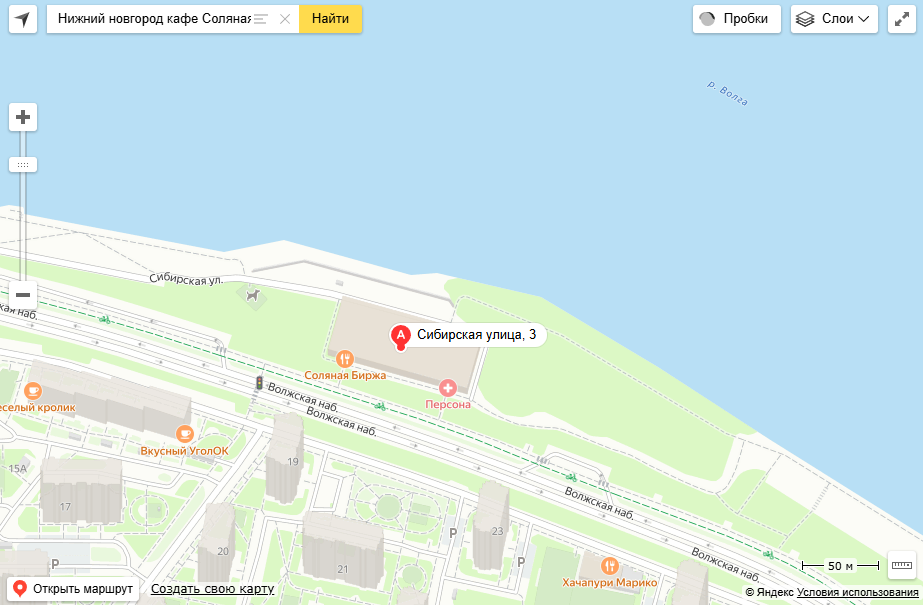 Нижний новгород кафе Соляная
Найти
Пробки
Слои
р. Волга
Сибирская ул.
наб.
A Сибирская улица, 3
Соляная Биржа
Персона
Волжская наб.
Волжская наб.
кролик
Вкусный УголОК
15А
17
19
20
21
23
P
P
P
Волжская наб.
Волжская наб.
Хачапури Марико
50 м
Открыть маршрут
Создать свою карту
© Яндекс Условия использования